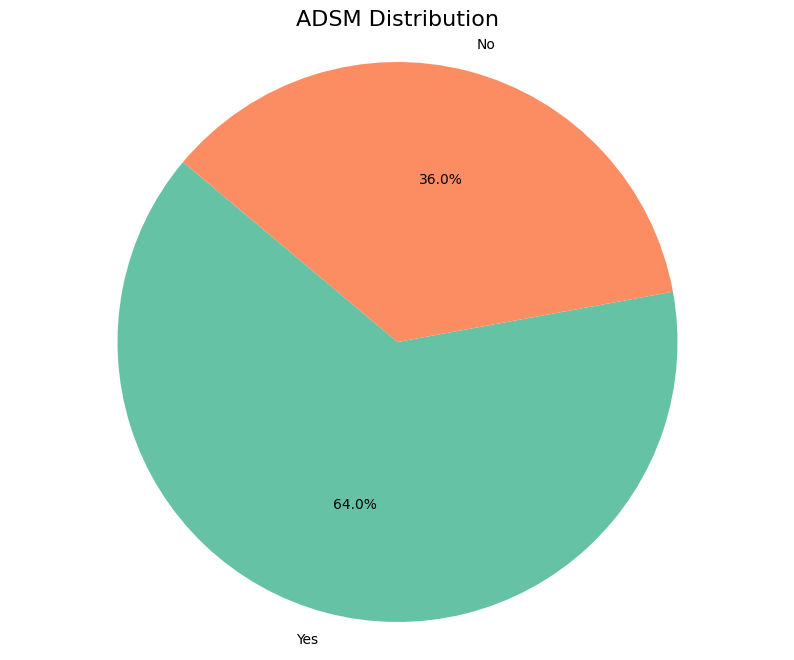 ADSM Distribution
No
36.0%
64.0%
Yes